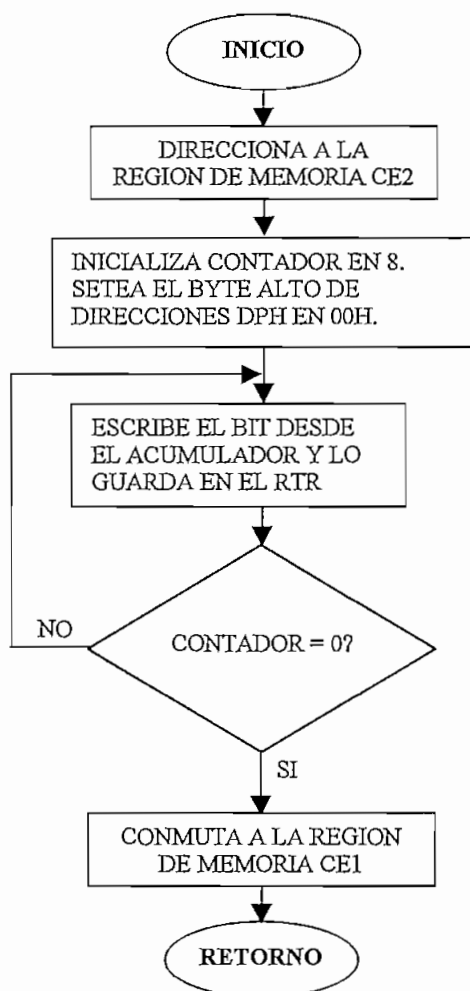 INICIO
DIRECCIONA A LA
REGION DE MEMORIA CE2
INICIALIZA CONTADOR EN 8.
SETEA EL BYTE ALTO DE
DIRECCIONES DPH EN 00H.
ESCRIBE EL BIT DESDE
EL ACUMULADOR Y LO
GUARDA EN EL RTR
NO
CONTADOR = 0?
SI
CONMUTA A LA REGION
DE MEMORIA CE1
RETORNO